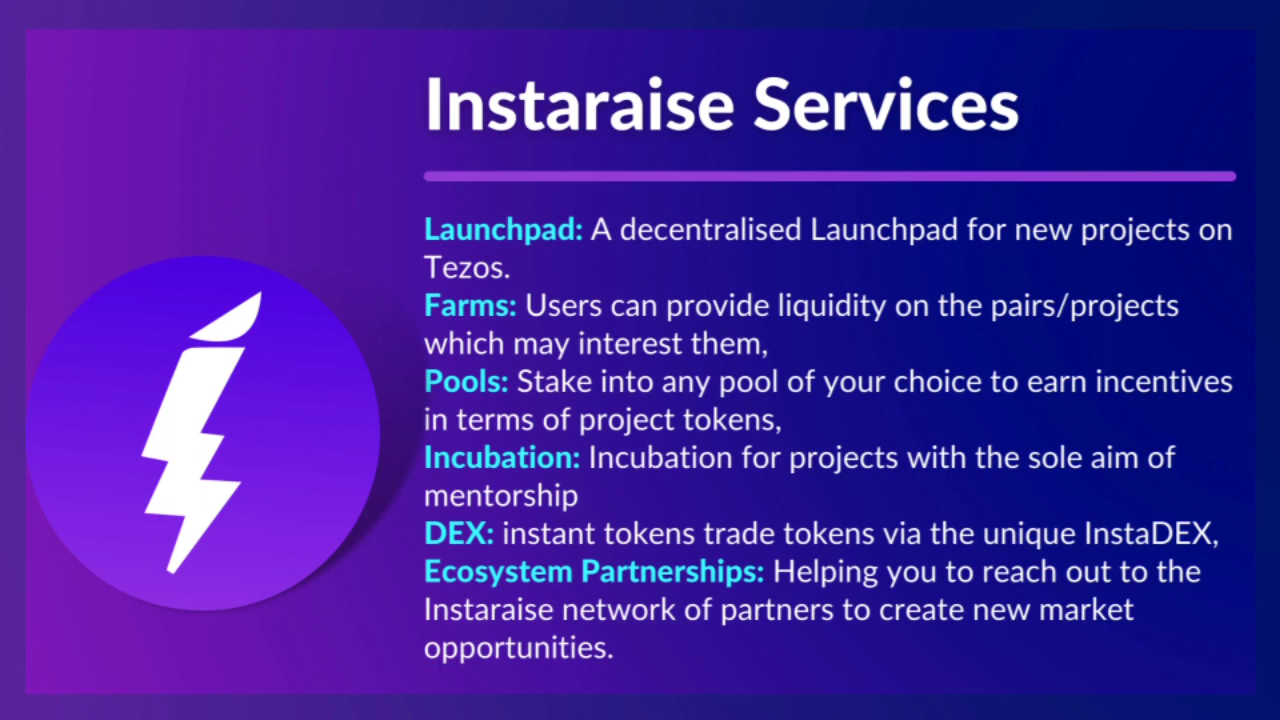 Instaraise Services
Launchpad: A decentralised Launchpad for new projects on
Tezos.
Farms: Users can provide liquidity on the pairs/projects
which may interest them,
Pools: Stake into any pool of your choice to earn incentives
in terms of project tokens,
Incubation: Incubation for projects with the sole aim of
mentorship
DEX: instant tokens trade tokens via the unique InstaDEX,
Ecosystem Partnerships: Helping you to reach out to the
Instaraise network of partners to create new market
opportunities.